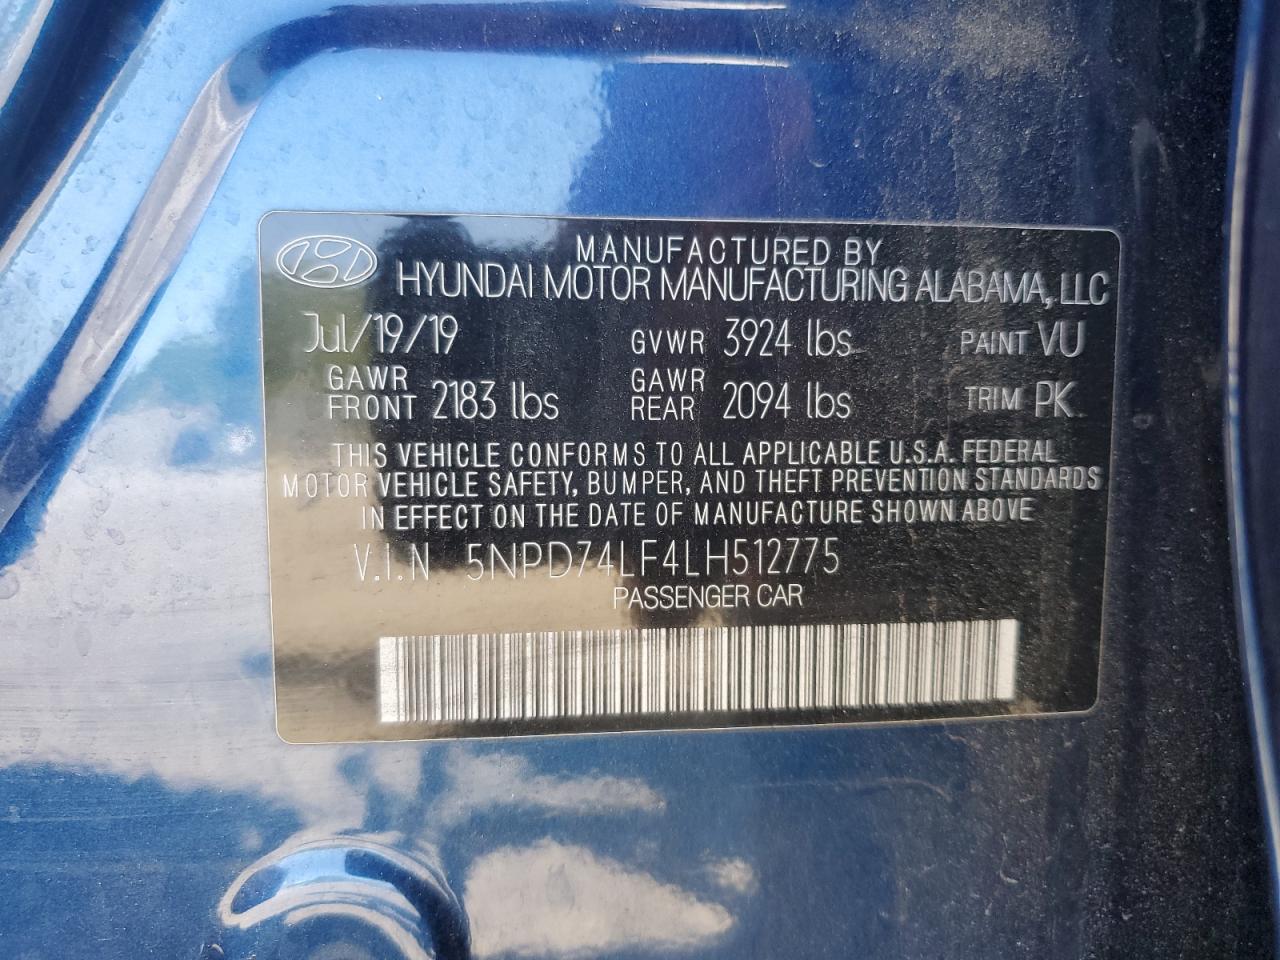 MANUFACTURED BY
HYUNDAI MOTOR MANUFACTURING ALABAMA, LLC
Jul/19/19 GVWR 3924 lbs PAINT VU
GAWR FRONT 2183 lbs GAWR REAR 2094 lbs TRIM PK
THIS VEHICLE CONFORMS TO ALL APPLICABLE U.S.A. FEDERAL
MOTOR VEHICLE SAFETY, BUMPER, AND THEFT PREVENTION STANDARDS
IN EFFECT ON THE DATE OF MANUFACTURE SHOWN ABOVE
V.I.N 5NPD74LF4LH512775
PASSENGER CAR